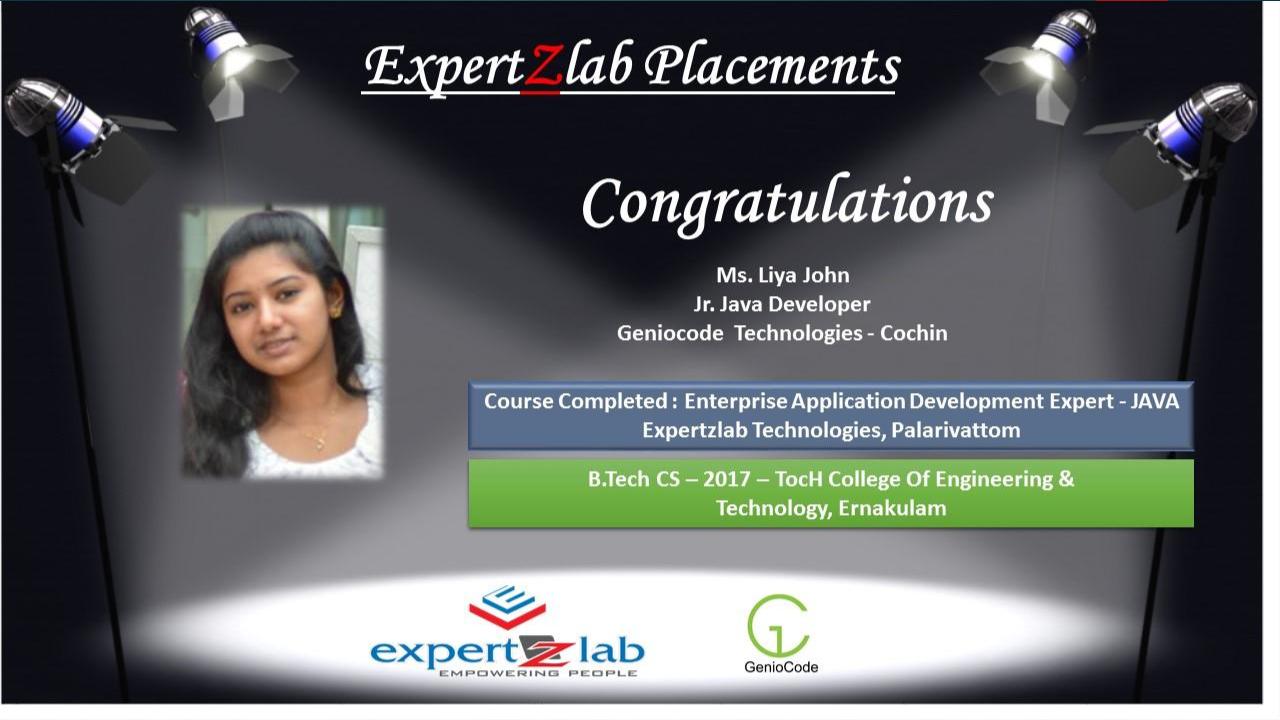 ExpertZlab Placements
Congratulations
Ms. Liya John
Jr. Java Developer
Geniocode Technologies - Cochin
Course Completed : Enterprise Application Development Expert - JAVA
Expertzlab Technologies, Palarivattom
B.Tech CS – 2017 – TocH College Of Engineering &
Technology, Ernakulam
expertZlab
EMPOWERING PEOPLE
GenioCode